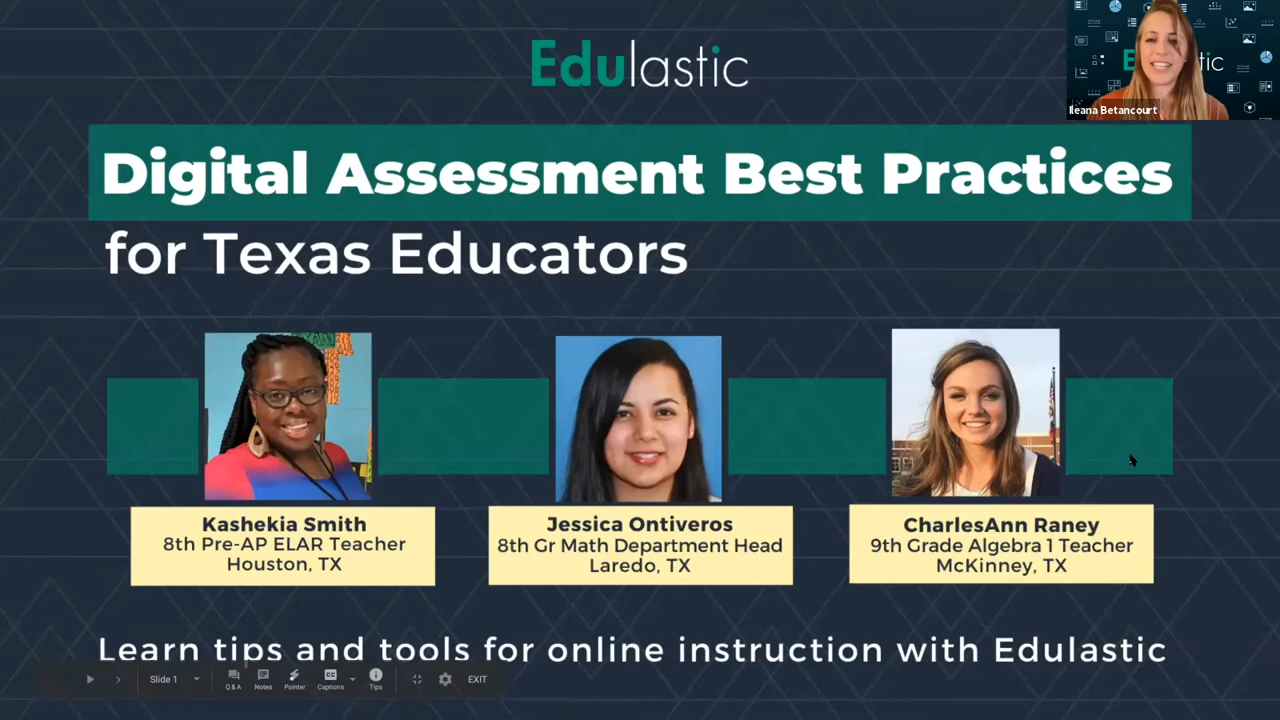 Edulastic
E tic
Ileana Betancourt
Digital Assessment Best Practices
for Texas Educators
Kashekia Smith
8th Pre-AP ELAR Teacher
Houston, TX
Jessica Ontiveros
8th Gr Math Department Head
Laredo, TX
CharlesAnn Raney
9th Grade Algebra 1 Teacher
McKinney, TX
Learn tips and tools for online instruction with Edulastic
Slide 1
Q & A
Notes
Pointer
Captions
Tips
EXIT